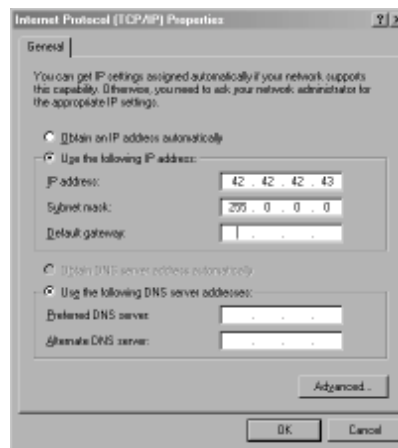 Internet Protocol (TCP/IP) Properties
General
You can get IP settings assigned automatically if your network supports
this capability. Otherwise, you need to ask your network administrator for
the appropriate IP settings.
Obtain an IP address automatically
Use the following IP address:
IP address: 42 . 42 . 42 . 43
Subnet mask: 255 . 0 . 0 . 0
Default gateway: . . .
Obtain DNS server address automatically
Use the following DNS server addresses:
Preferred DNS server: . . .
Alternate DNS server: . . .
Advanced...
OK Cancel